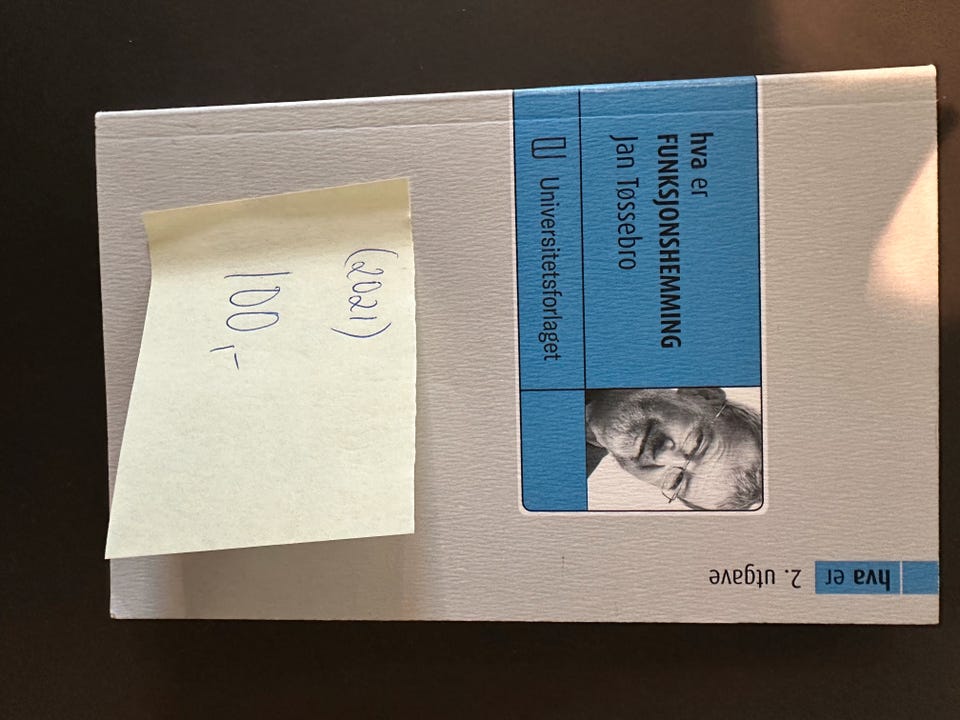 hva er
FUNKSJONSHEMMING
Jan Tøssebro
Universitetsforlaget
hva er 2. utgave
(2021)
100,-